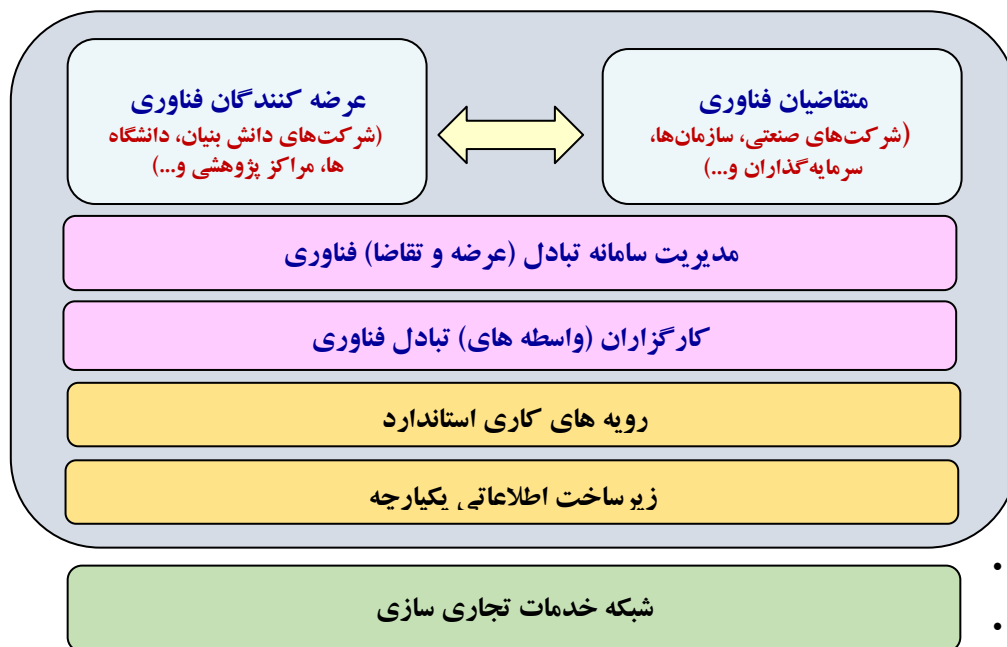 متقاضیان فناوری
(شرکت‌های صنعتی، سازمان‌ها،
سرمایه‌گذاران و...)
عرضه کنندگان فناوری
(شرکت‌های دانش بنیان، دانشگاه
ها، مراکز پژوهشی و...)
مدیریت سامانه تبادل (عرضه و تقاضا) فناوری
کارگزاران (واسطه های) تبادل فناوری
رویه های کاری استاندارد
زیرساخت اطلاعاتی یکپارچه
شبکه خدمات تجاری سازی